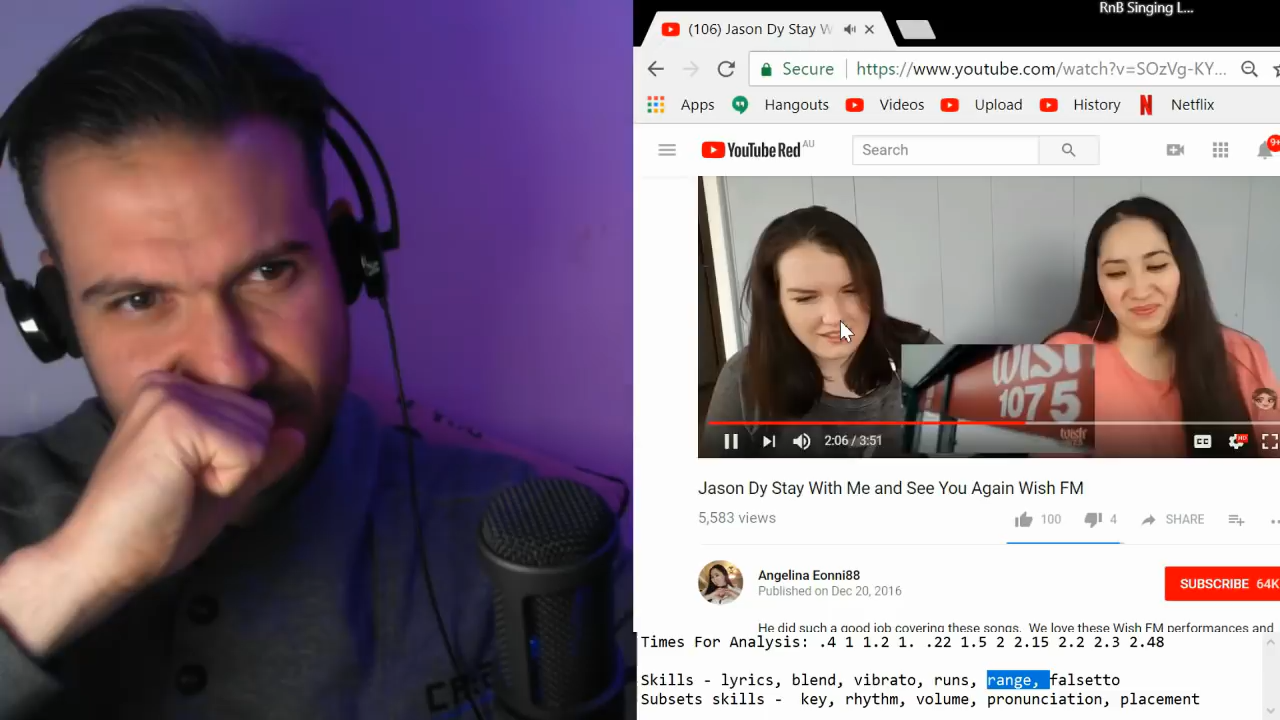 RnB Singing L...
(106) Jason Dy Stay W
Secure https://www.youtube.com/watch?v=SOzVg-KY...
Apps Hangouts Videos Upload History Netflix
YouTube Red AU Search 9+
WISH
107.5
WISH
2:06 / 3:51 CC HD
Jason Dy Stay With Me and See You Again Wish FM
5,583 views 100 4 SHARE
Angelina Eonni88
Published on Dec 20, 2016 SUBSCRIBE 64K
He did such a good job covering these songs. We love these Wish FM performances and
Times For Analysis: .4 1 1.2 1. .22 1.5 2 2.15 2.2 2.3 2.48
Skills - lyrics, blend, vibrato, runs, range, falsetto
Subsets skills - key, rhythm, volume, pronunciation, placement